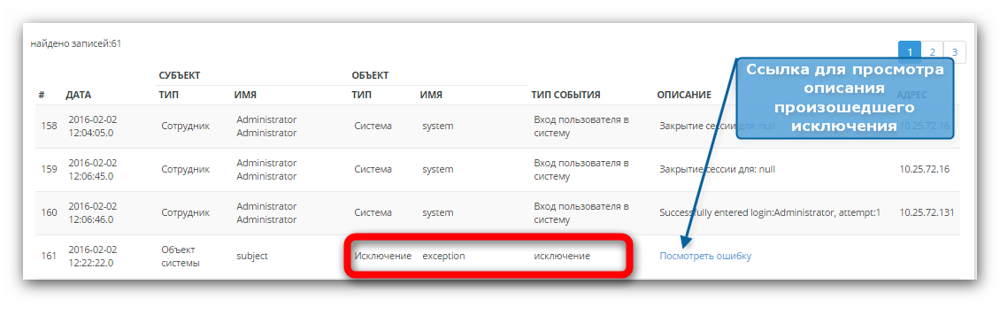 найдено записей:61
1 2 3
СУБЪЕКТ ОБЪЕКТ
# ДАТА ТИП ИМЯ ТИП ИМЯ ТИП СОБЫТИЯ ОПИСАНИЕ АДРЕС
Ссылка для просмотра
описания
произошедшего
исключения
158 2016-02-02 12:04:05.0 Сотрудник Administrator Administrator Система system Вход пользователя в систему Закрытие сессии для: null 10.25.72.16
159 2016-02-02 12:06:45.0 Сотрудник Administrator Administrator Система system Вход пользователя в систему Закрытие сессии для: null 10.25.72.16
160 2016-02-02 12:06:46.0 Сотрудник Administrator Administrator Система system Вход пользователя в систему Successfully entered login:Administrator, attempt:1 10.25.72.131
161 2016-02-02 12:22:22.0 Объект системы subject Исключение exception исключение Посмотреть ошибку